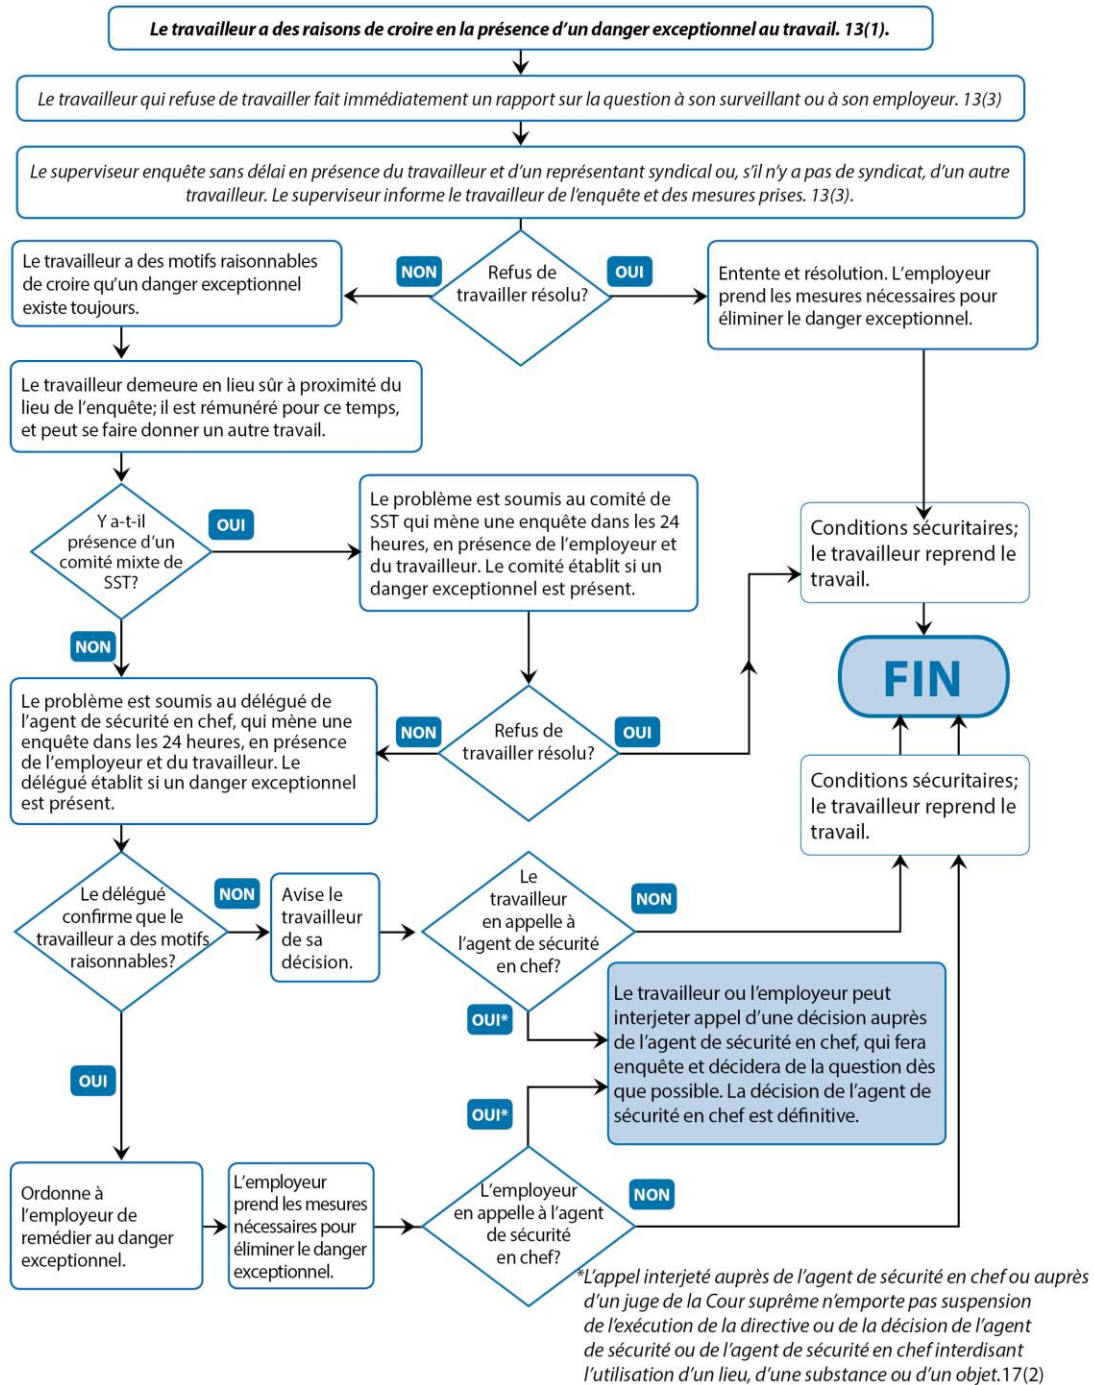 Le travailleur a des raisons de croire en la présence d'un danger exceptionnel au travail. 13(1).
Le travailleur qui refuse de travailler fait immédiatement un rapport sur la question à son surveillant ou à son employeur. 13(3)
Le superviseur enquête sans délai en présence du travailleur et d'un représentant syndical ou, s'il n'y a pas de syndicat, d'un autre
travailleur. Le superviseur informe le travailleur de l'enquête et des mesures prises. 13(3).
Refus de
travailler résolu?
NON
OUI
Le travailleur a des motifs raisonnables
de croire qu'un danger exceptionnel
existe toujours.
Entente et résolution. L'employeur
prend les mesures nécessaires pour
éliminer le danger exceptionnel.
Le travailleur demeure en lieu sûr à proximité du
lieu de l'enquête; il est rémunéré pour ce temps,
et peut se faire donner un autre travail.
Y a-t-il
présence d'un
comité mixte de
SST?
OUI
NON
Le problème est soumis au comité de
SST qui mène une enquête dans les 24
heures, en présence de l'employeur et
du travailleur. Le comité établit si un
danger exceptionnel est présent.
Conditions sécuritaires;
le travailleur reprend le
travail.
FIN
Le problème est soumis au délégué de
l'agent de sécurité en chef, qui mène une
enquête dans les 24 heures, en présence
de l'employeur et du travailleur. Le
délégué établit si un danger exceptionnel
est présent.
NON
Refus de
travailler résolu?
OUI
Conditions sécuritaires;
le travailleur reprend le
travail.
Le délégué
confirme que le
travailleur a des motifs
raisonnables?
NON
Avise le
travailleur
de sa
décision.
Le
travailleur
en appelle à
l'agent de sécurité
en chef?
NON
OUI*
Le travailleur ou l'employeur peut
interjeter appel d'une décision auprès
de l'agent de sécurité en chef, qui fera
enquête et décidera de la question dès
que possible. La décision de l'agent de
sécurité en chef est définitive.
OUI
OUI*
Ordonne à
l'employeur de
remédier au danger
exceptionnel.
L'employeur
prend les mesures
nécessaires pour
éliminer le danger
exceptionnel.
L'employeur
en appelle à l'agent
de sécurité
en chef?
NON
*L'appel interjeté auprès de l'agent de sécurité en chef ou auprès
d'un juge de la Cour suprême n'emporte pas suspension
de l'exécution de la directive ou de la décision de l'agent
de sécurité ou de l'agent de sécurité en chef interdisant
l'utilisation d'un lieu, d'une substance ou d'un objet.17(2)